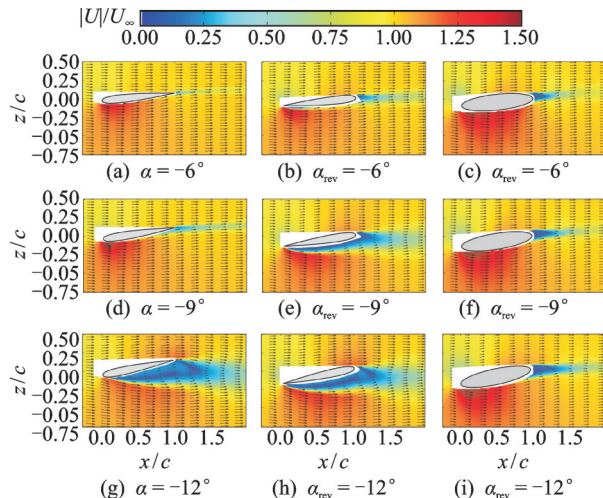 |U|/U∞
0.00 0.25 0.50 0.75 1.00 1.25 1.50
0.50
0.25
0.00
−0.25
−0.50
−0.75
z/c
(a) α = −6°
(b) αrev = −6°
(c) αrev = −6°
0.50
0.25
0.00
−0.25
−0.50
−0.75
z/c
(d) α = −9°
(e) αrev = −9°
(f) αrev = −9°
0.50
0.25
0.00
−0.25
−0.50
−0.75
z/c
0.0 0.5 1.0 1.5
0.0 0.5 1.0 1.5
0.0 0.5 1.0 1.5
x/c
x/c
x/c
(g) α = −12°
(h) αrev = −12°
(i) αrev = −12°